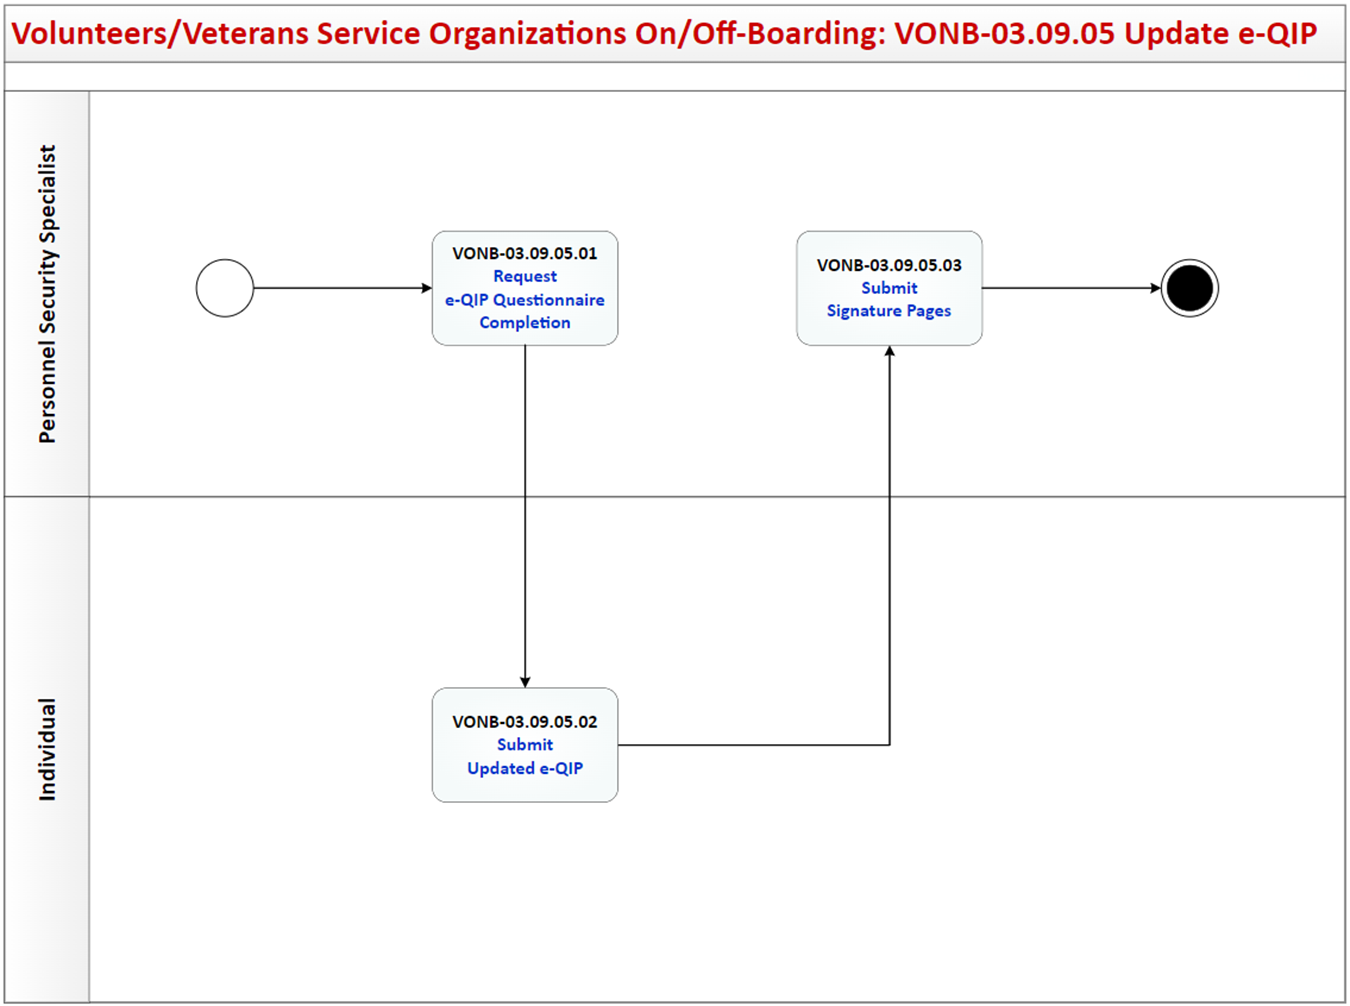 Volunteers/Veterans Service Organizations On/Off-Boarding: VONB-03.09.05 Update e-QIP
Personnel Security Specialist
VONB-03.09.05.01
Request
e-QIP Questionnaire
Completion
VONB-03.09.05.03
Submit
Signature Pages
Individual
VONB-03.09.05.02
Submit
Updated e-QIP